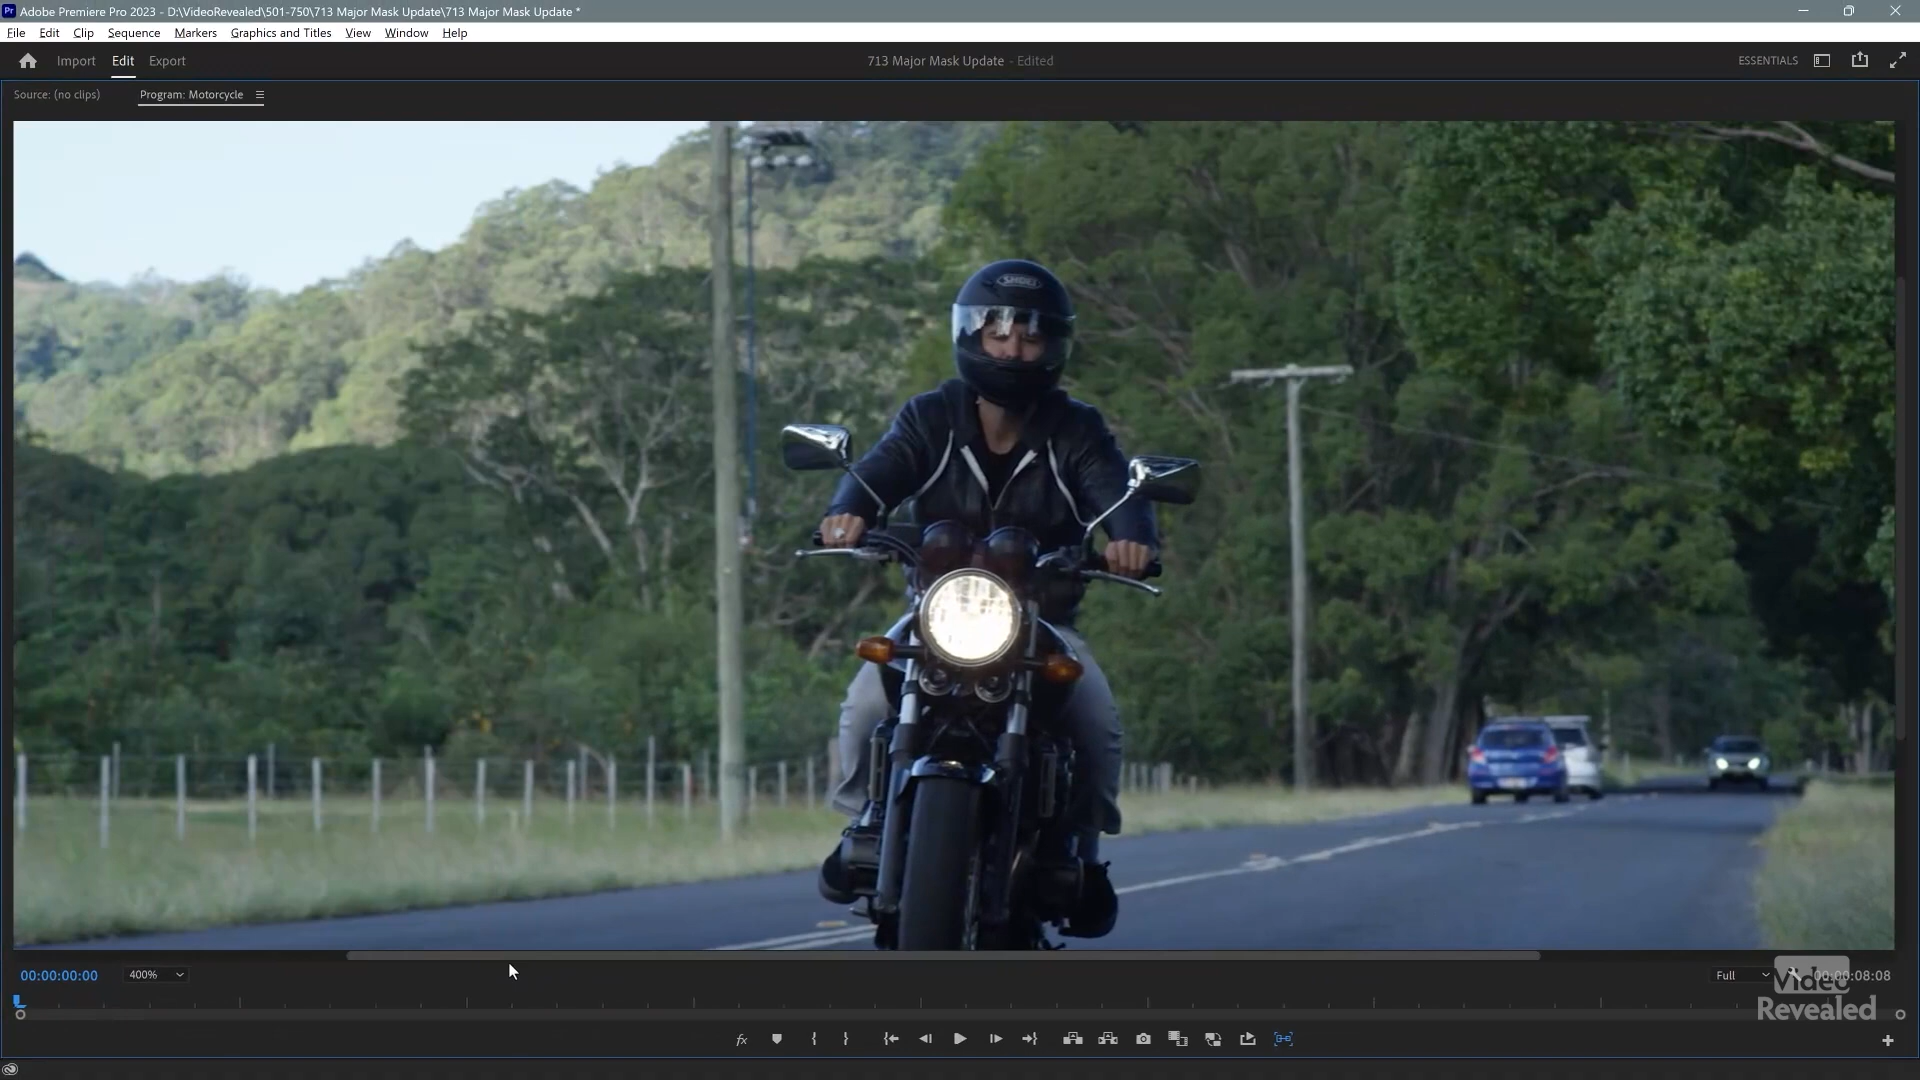 Adobe Premiere Pro 2023 - D:\VideoRevealed\501-750\713 Major Mask Update\713 Major Mask Update *
File Edit Clip Sequence Markers Graphics and Titles View Window Help
Import Edit Export 713 Major Mask Update - Edited ESSENTIALS
Source: (no clips) Program: Motorcycle
SHOEI
00:00:00:00 400% Full 00:00:08:08
Video
Revealed
fx